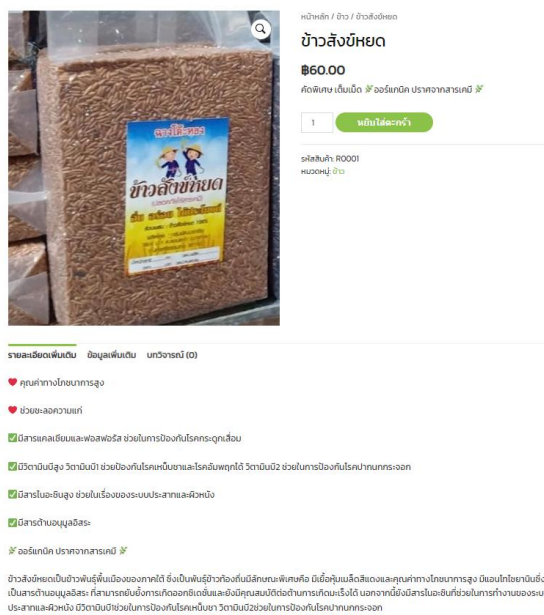 หน้าหลัก / ข้าว / ข้าวสังข์หยด
ข้าวสังข์หยด
฿60.00
คัดพิเศษ เต็มเม็ด 🌿ออร์แกนิค ปราศจากสารเคมี 🌿
1 หยิบใส่ตะกร้า
รหัสสินค้า: R0001
หมวดหมู่: ข้าว
ฉางโต๊ะทอง
ข้าวสังข์หยด
รายละเอียดเพิ่มเติม ข้อมูลเพิ่มเติม บทวิจารณ์ (0)
❤️ คุณค่าทางโภชนาการสูง
❤️ ช่วยชะลอความแก่
✅มีสารแคลเซียมและฟอสฟอรัส ช่วยในการป้องกันโรคกระดูกเสื่อม
✅มีวิตามินบีสูง วิตามินบี1 ช่วยป้องกันโรคเหน็บชาและโรคอัมพฤกได้ วิตามินบี2 ช่วยในการป้องกันโรคปากนกกระจอก
✅มีสารไนอะซินสูง ช่วยในเรื่องของระบบประสาทและผิวหนัง
✅มีสารต้านอนุมูลอิสระ
🌿 ออร์แกนิค ปราศจากสารเคมี 🌿
ข้าวสังข์หยดเป็นข้าวพันธุ์พื้นเมืองของภาคใต้ ซึ่งเป็นพันธุ์ข้าวท้องถิ่นมีลักษณะพิเศษคือ มีเยื่อหุ้มเมล็ดสีแดงและคุณค่าทางโภชนาการสูง มีแอนโทไซยานินซึ่ง
เป็นสารต้านอนุมูลอิสระ ที่สามารถยับยั้งการเกิดออกซิเดชั่นและยังมีคุณสมบัติต่อต้านการเกิดมะเร็งได้ นอกจากนี้ยังมีสารไนอะซินที่ช่วยในการทำงานของระบ
ประสาทและผิวหนัง มีวิตามินบี1ช่วยในการป้องกันโรคเหน็บชา วิตามินบี2ช่วยในการป้องกันโรคปากนกกระจอก